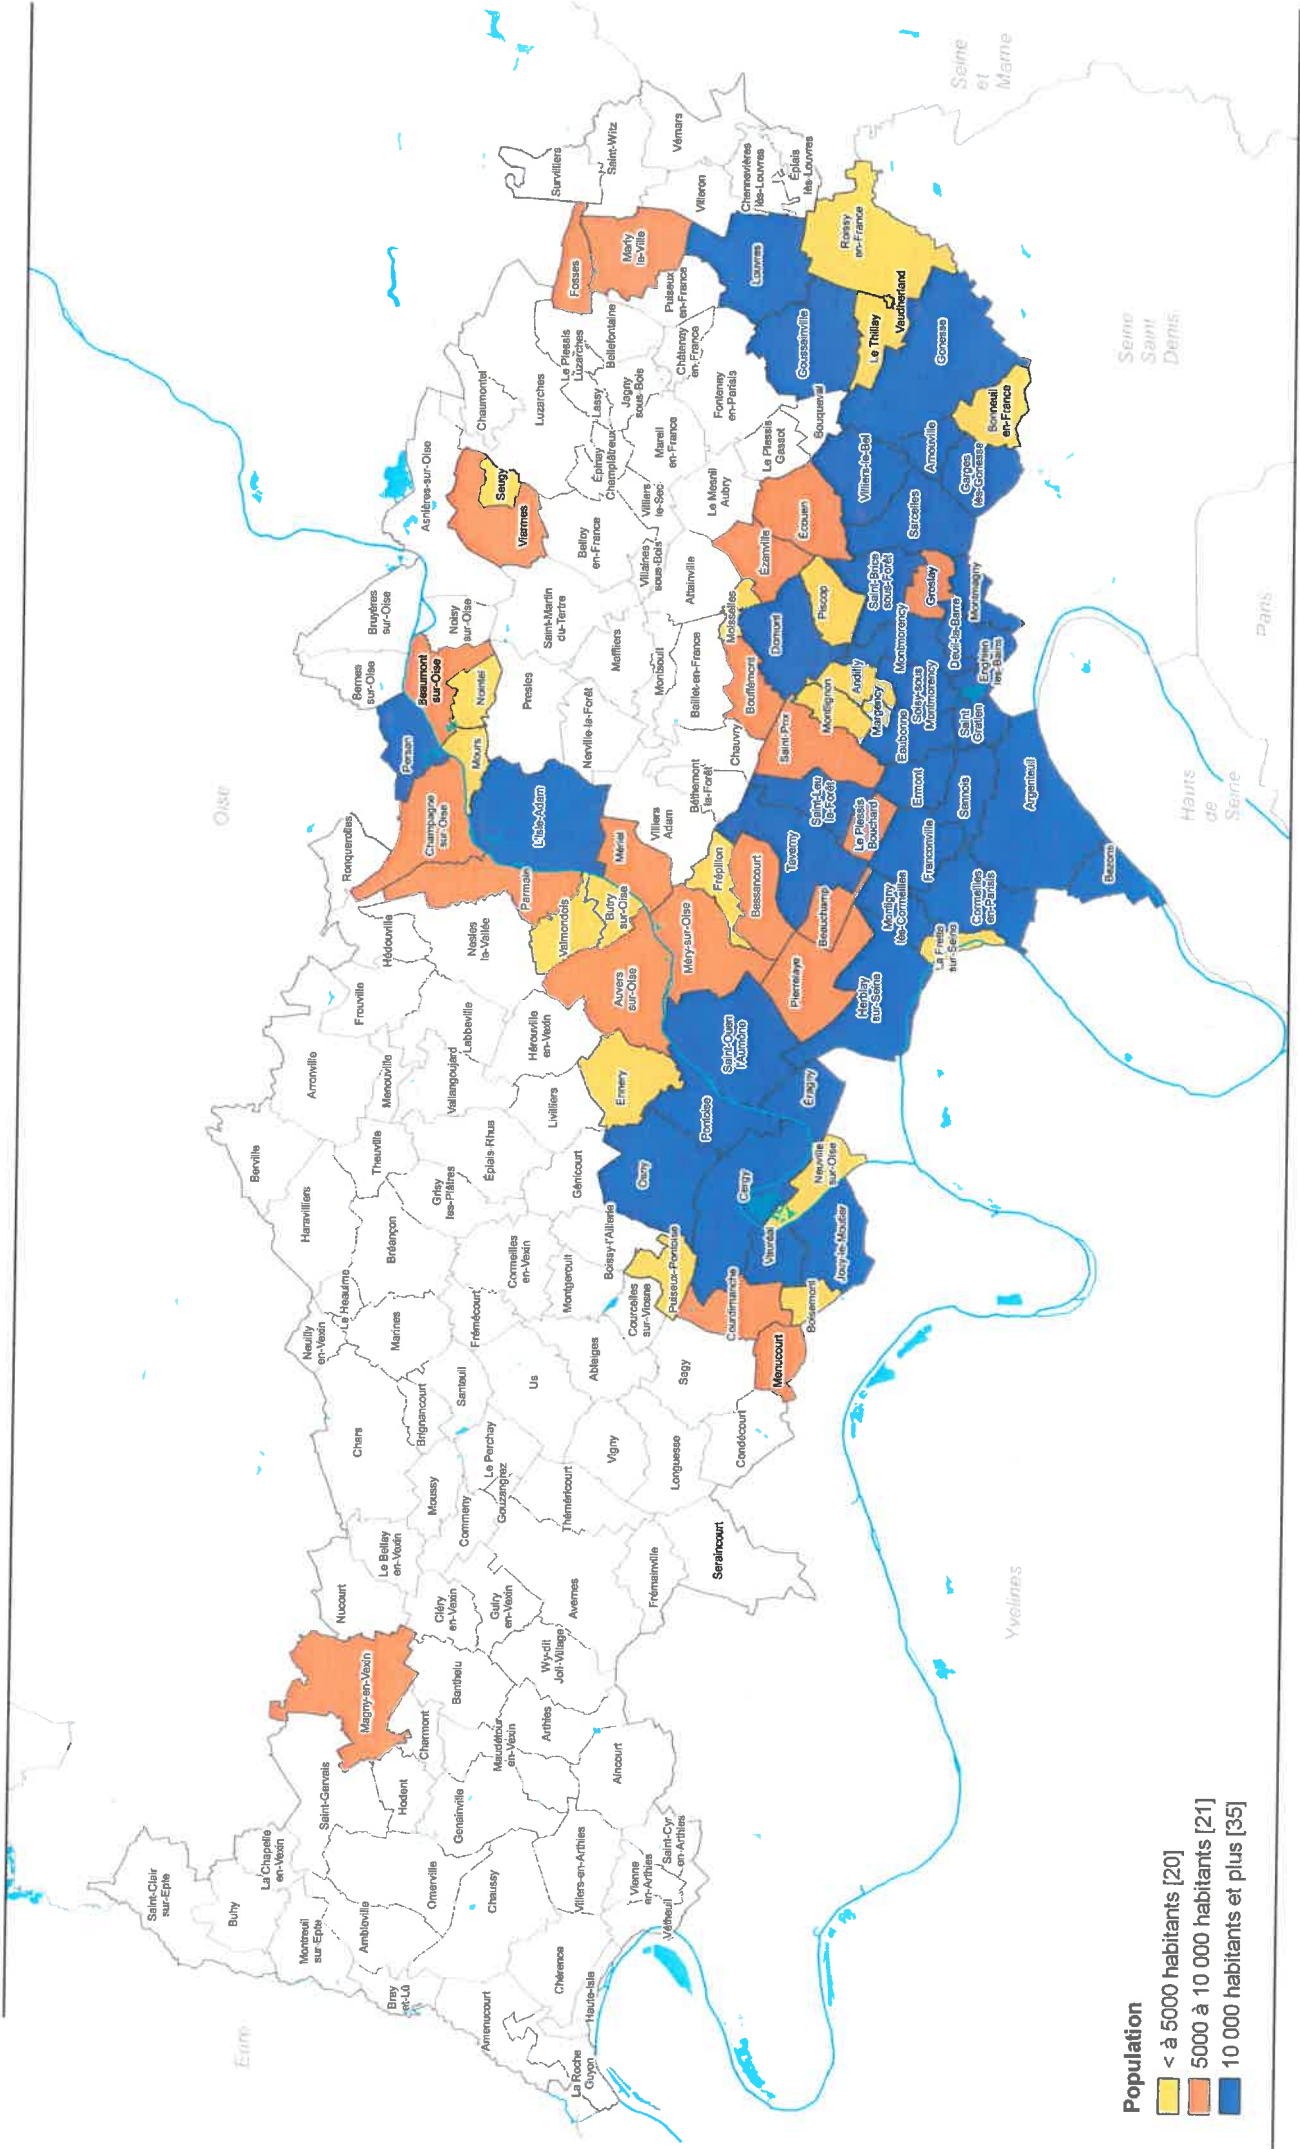 Eure
Oise
Seine
et
Marne
Seine
Saint
Denis
Paris
Hauts
de
Seine
Yvelines
Saint-Clair
sur-Epte
Buhy
La Chapelle
en-Vexin
Montreuil
sur-Epte
Saint-Gervais
Magny-en-Vexin
Nucourt
Ambleville
Omerville
Hodent
Charmont
Bray
et-Lû
Chaussy
Genainville
Banthelu
Cléry
en-Vexin
Guiry
en-Vexin
Maudétour
en-Vexin
Arthies
Wy-dit
Joli-Village
Avernes
Amenucourt
Chérence
Villers-en-Arthies
Aincourt
La Roche
Guyon
Haute-Isle
Vétheuil
Vienne
en-Arthies
Saint-Cyr
en-Arthies
Le Bellay
en-Vexin
Chars
Neuilly
en-Vexin
Le Heaulme
Haravilliers
Berville
Arronville
Moussy
Brignancourt
Marines
Bréançon
Theuville
Menouville
Frouville
Hédouville
Ronquerolles
Commeny
Gouzangrez
Le Perchay
Santeuil
Frémécourt
Cormeilles
en-Vexin
Grisy
les-Plâtres
Épiais-Rhus
Vallangoujard
Labbeville
Nesles
la-Vallée
Théméricourt
Us
Vigny
Ableiges
Montgeroult
Boissy-l'Aillerie
Génicourt
Livilliers
Hérouville
en-Vexin
Frémainville
Seraincourt
Longuesse
Condécourt
Sagy
Courcelles
sur-Viosne
Menucourt
Courdimanche
Puiseux-Pontoise
Boisemont
Vauréal
Jouy-le-Moutier
Cergy
Osny
Pontoise
Neuville
sur-Oise
Éragny
Ennery
Saint-Ouen
l'Aumône
Auvers
sur-Oise
Valmondois
Butry
sur-Oise
Parmain
Champagne
sur-Oise
Persan
Bernes
sur-Oise
Bruyères
sur-Oise
Beaumont
sur-Oise
Nointel
Mours
L'Isle-Adam
Mériel
Méry-sur-Oise
Frépillon
Villiers
Adam
Béthemont
la-Forêt
Chauvry
Nerville-la-Forêt
Presles
Noisy
sur-Oise
Asnières-sur-Oise
Saint-Martin
du-Tertre
Maffliers
Montsoult
Baillet-en-France
Viarmes
Seugy
Chaumontel
Luzarches
Belloy
en-France
Villaines
sous-Bois
Attainville
Villiers
le-Sec
Épinay
Champlâtreux
Lassy
Le Plessis
Luzarches
Bellefontaine
Jagny
sous-Bois
Mareil
en-France
Le Mesnil
Aubry
Fontenay
en-Parisis
Châtenay
en-France
Puiseux
en-France
Le Plessis
Gassot
Bouqueval
Fosses
Marly
la-Ville
Survilliers
Saint-Witz
Vémars
Villeron
Chennevières
lès-Louvres
Épiais
lès-Louvres
Louvres
Goussainville
Roissy
en-France
Le Thillay
Vaudherland
Gonesse
Bonneuil
en-France
Arnouville
Garges
lès-Gonesse
Villiers-le-Bel
Sarcelles
Écouen
Ézanville
Moisselles
Domont
Piscop
Bouffémont
Saint-Brice
sous-Forêt
Groslay
Montmorency
Deuil-la-Barre
Montmagny
Enghien
les-Bains
Andilly
Margency
Montlignon
Saint-Prix
Soisy-sous
Montmorency
Eaubonne
Saint
Gratien
Ermont
Sannois
Argenteuil
Saint-Leu
la-Forêt
Le Plessis
Bouchard
Taverny
Bessancourt
Beauchamp
Pierrelaye
Franconville
Montigny
lès-Cormeilles
Cormeilles
en-Parisis
Bezons
La Frette
sur-Seine
Herblay
sur-Seine
Population
< à 5000 habitants [20]
5000 à 10 000 habitants [21]
10 000 habitants et plus [35]